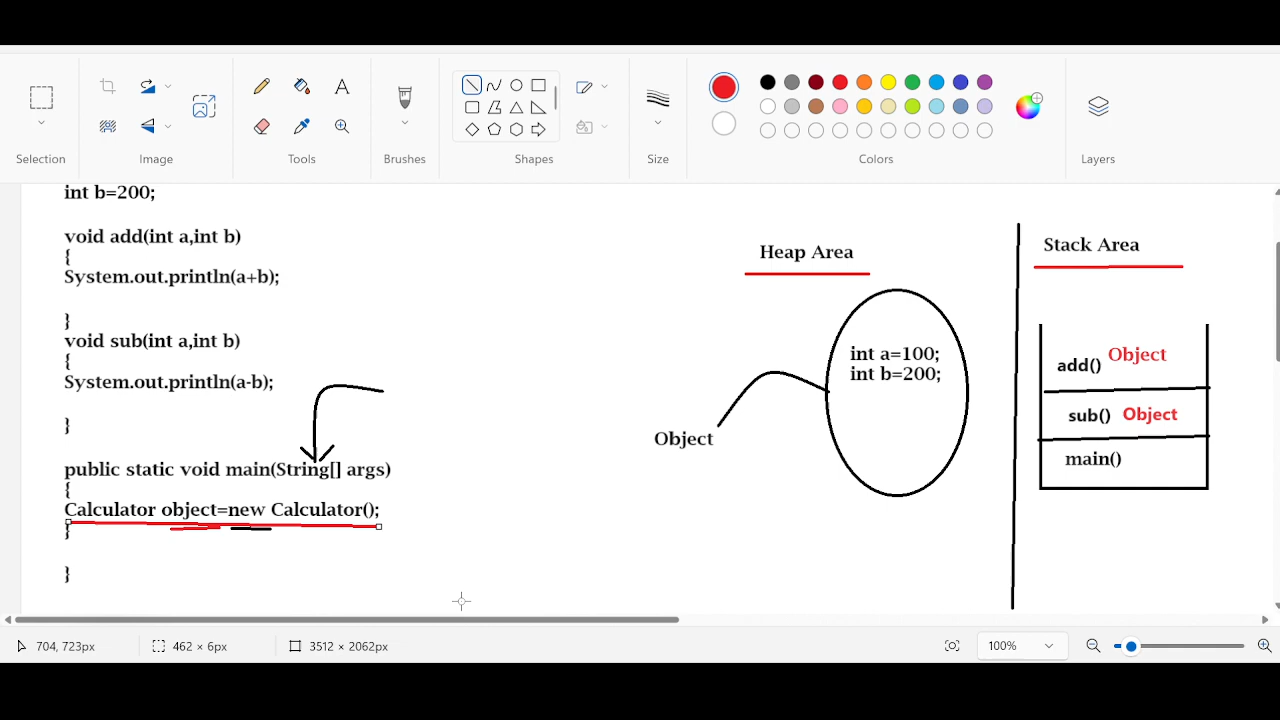 Selection
Image
Tools
Brushes
Shapes
Size
Colors
Layers
int b=200;
void add(int a,int b)
{
System.out.println(a+b);
}
void sub(int a,int b)
{
System.out.println(a-b);
}
public static void main(String[] args)
{
Calculator object=new Calculator();
}
}
Heap Area
int a=100;
int b=200;
Object
Stack Area
add() Object
sub() Object
main()
704, 723px
462 × 6px
3512 × 2062px
100%